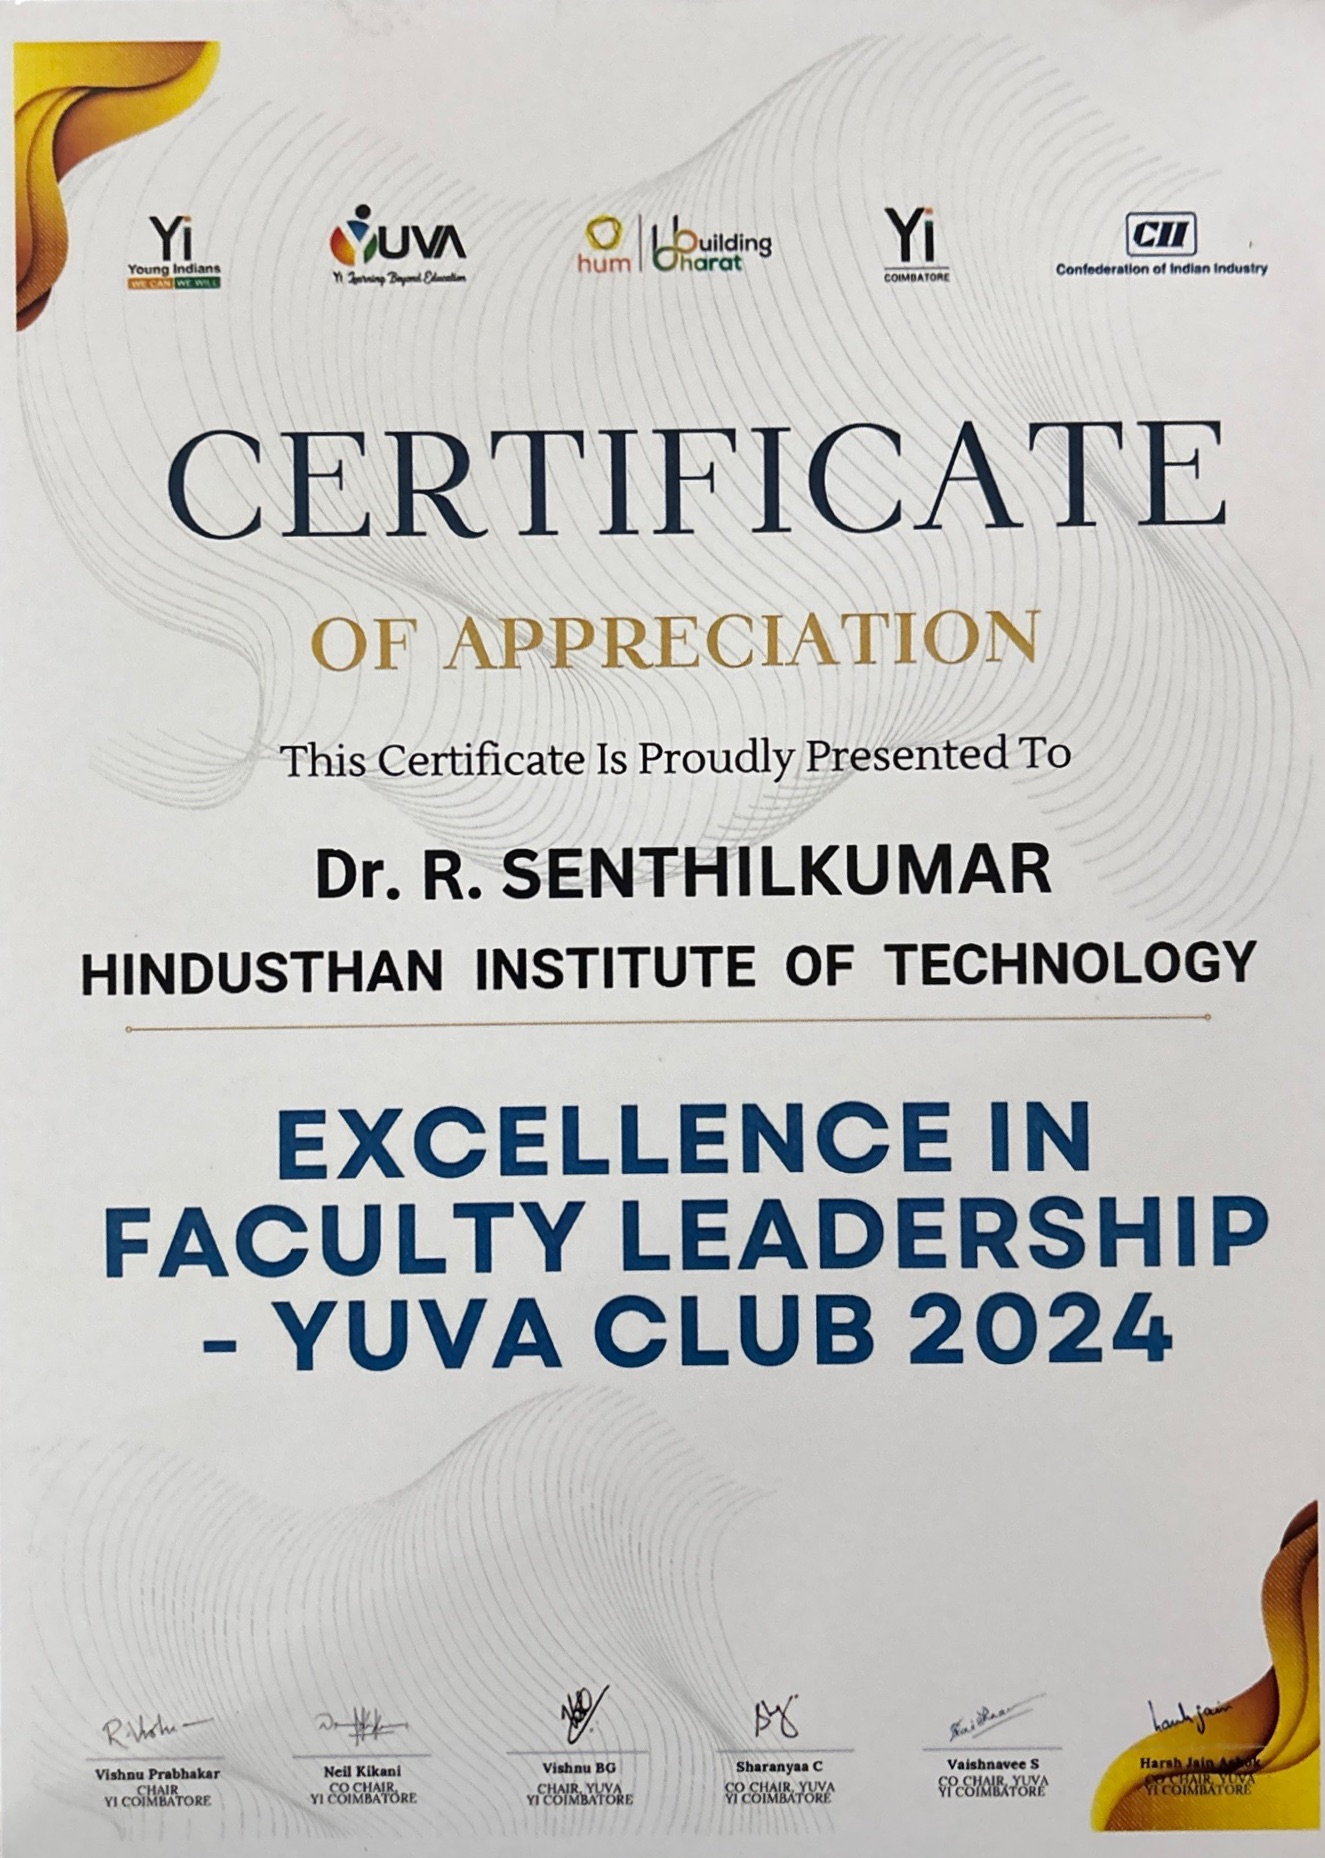 Yi
Young Indians
WE CAN WE WILL
YUVA
Yi Learning Beyond Education
hum
building
bharat
Yi
COIMBATORE
CII
Confederation of Indian Industry
CERTIFICATE
OF APPRECIATION
This Certificate Is Proudly Presented To
Dr. R. SENTHILKUMAR
HINDUSTHAN INSTITUTE OF TECHNOLOGY
EXCELLENCE IN
FACULTY LEADERSHIP
- YUVA CLUB 2024
Vishnu Prabhakar
CHAIR
YI COIMBATORE
Neil Kikani
CO CHAIR,
YI COIMBATORE
Vishnu BG
CHAIR, YUVA
YI COIMBATORE
Sharanyaa C
CO CHAIR, YUVA
YI COIMBATORE
Vaishnavee S
CO CHAIR, YUVA
YI COIMBATORE
harsh jain
Harsh Jain Ashok
CO CHAIR, YUVA
YI COIMBATORE